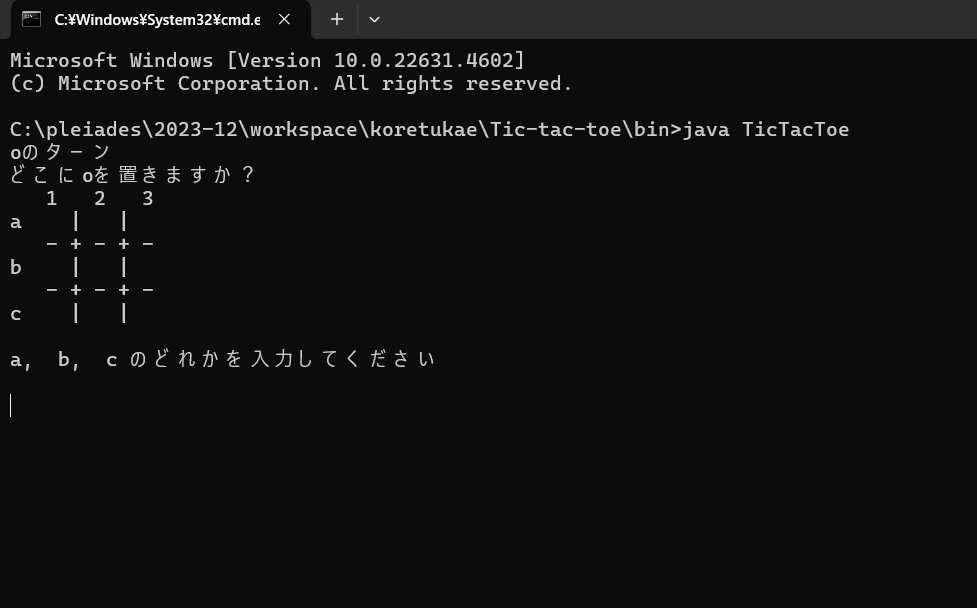 C:¥Windows¥System32¥cmd.e
Microsoft Windows [Version 10.0.22631.4602]
(c) Microsoft Corporation. All rights reserved.
C:\pleiades\2023-12\workspace\koretukae\Tic-tac-toe\bin>java TicTacToe
oのターン
どこにoを置きますか？
   1   2   3
a    |   |
   - + - + -
b    |   |
   - + - + -
c    |   |
a,  b,  c のどれかを入力してください